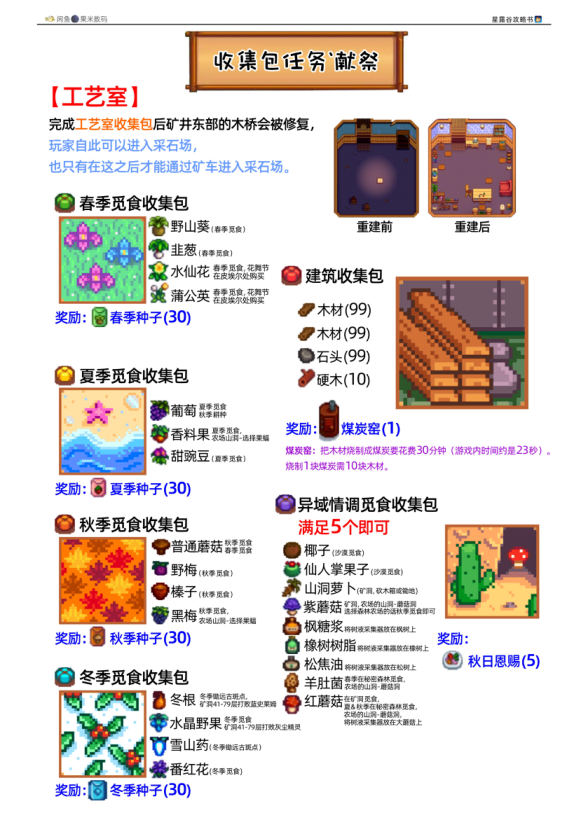 闲鱼 果米数码
星露谷攻略书
收集包任务献祭
【工艺室】
完成工艺室收集包后矿井东部的木桥会被修复，
玩家自此可以进入采石场，
也只有在这之后才能通过矿车进入采石场。
重建前
重建后
春季觅食收集包
野山葵(春季觅食)
韭葱(春季觅食)
水仙花 春季觅食,花舞节
在皮埃尔处购买
蒲公英 春季觅食,花舞节
在皮埃尔处购买
奖励：春季种子(30)
夏季觅食收集包
葡萄 夏季觅食
秋季耕种
香料果 夏季觅食,
农场山洞-选择果蝠
甜豌豆(夏季觅食)
奖励：夏季种子(30)
秋季觅食收集包
普通蘑菇 秋季觅食
春季觅食
野梅(秋季觅食)
榛子(秋季觅食)
黑梅 秋季觅食,
农场山洞-选择果蝠
奖励：秋季种子(30)
冬季觅食收集包
冬根 冬季锄远古斑点,
矿洞41-79层打败蓝史莱姆
水晶野果 冬季觅食
矿洞41-79层打败灰尘精灵
雪山药(冬季锄远古斑点)
番红花(冬季觅食)
奖励：冬季种子(30)
建筑收集包
木材(99)
木材(99)
石头(99)
硬木(10)
奖励：煤炭窑(1)
煤炭窑：把木材烧制成煤炭要花费30分钟（游戏内时间约是23秒）。
烧制1块煤炭需10块木材。
异域情调觅食收集包
满足5个即可
椰子(沙漠觅食)
仙人掌果子(沙漠觅食)
山洞萝卜(矿洞,砍木箱或锄地)
紫蘑菇 矿洞,农场的山洞-蘑菇洞
选择森林农场的话秋季觅食即可
枫糖浆 将树液采集器放在枫树上
橡树树脂 将树液采集器放在橡树上
松焦油 将树液采集器放在松树上
羊肚菌 春季在秘密森林觅食,
农场的山洞-蘑菇洞
红蘑菇 在矿洞觅食,
夏&秋季在秘密森林觅食,
农场的山洞-蘑菇洞,
将树液采集器放在大蘑菇上
奖励：
秋日恩赐(5)